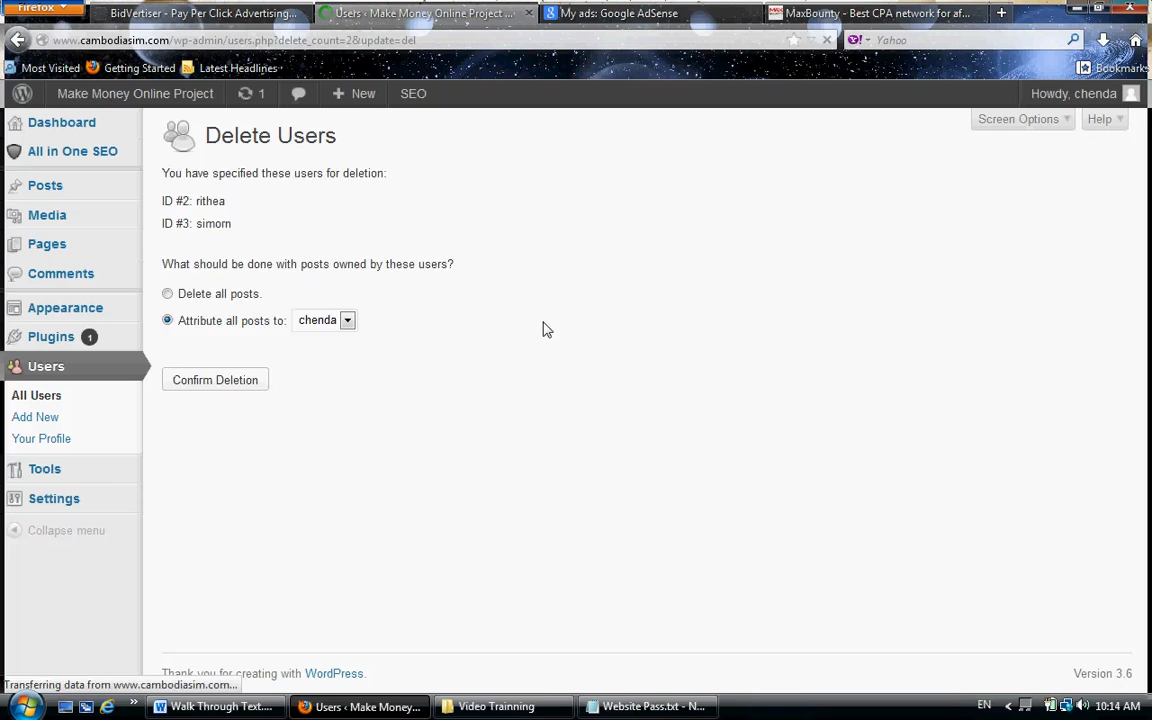 Firefox
BidVertiser - Pay Per Click Advertising...
Users ‹ Make Money Online Project ...
My ads: Google AdSense
MaxBounty - Best CPA network for af...
www.cambodiasim.com/wp-admin/users.php?delete_count=2&update=del
Yahoo
Most Visited
Getting Started
Latest Headlines
Bookmarks
Make Money Online Project
1
New
SEO
Howdy, chenda
Screen Options
Help
Dashboard
All in One SEO
Posts
Media
Pages
Comments
Appearance
Plugins 1
Users
All Users
Add New
Your Profile
Tools
Settings
Collapse menu
Delete Users
You have specified these users for deletion:
ID #2: rithea
ID #3: simorn
What should be done with posts owned by these users?
Delete all posts.
Attribute all posts to: chenda
Confirm Deletion
Thank you for creating with WordPress.
Version 3.6
Transferring data from www.cambodiasim.com...
Walk Through Text....
Users ‹ Make Money...
Video Trainning
Website Pass.txt - N...
EN
10:14 AM